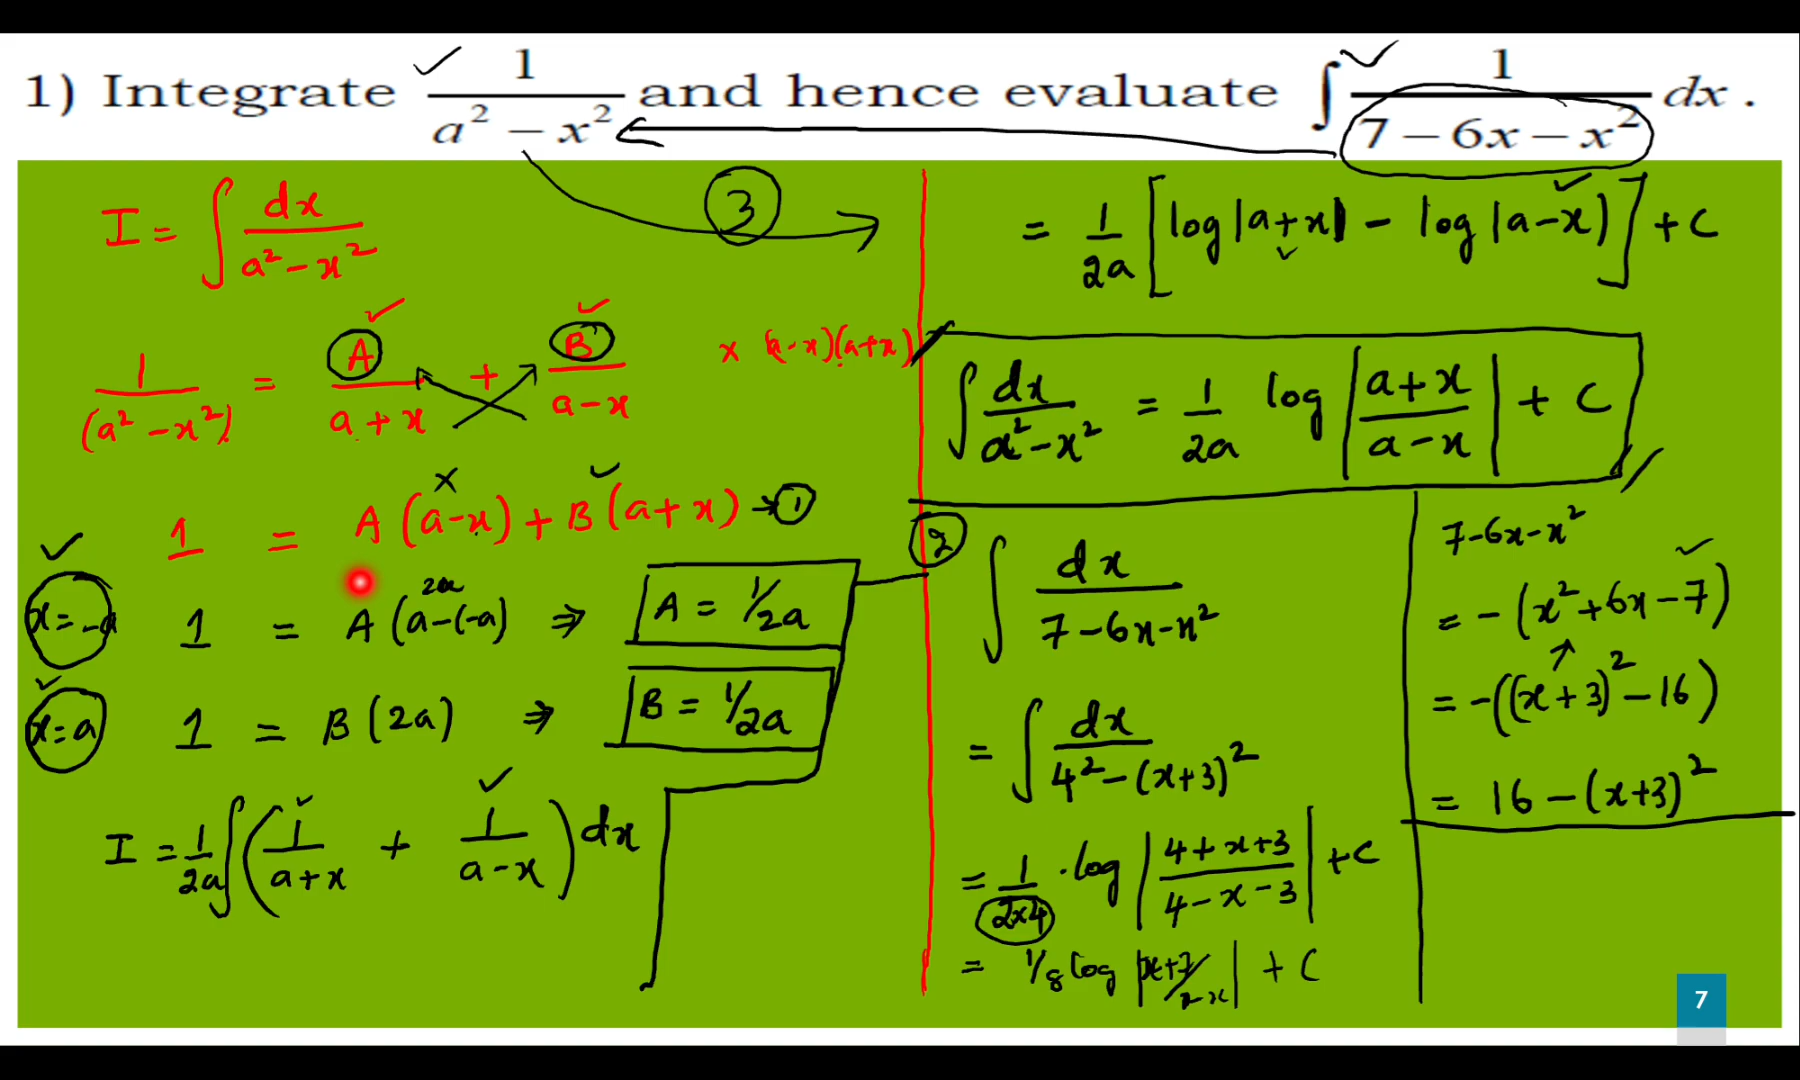 1) Integrate 1/(a² − x²) and hence evaluate ∫ 1/(7 − 6x − x²) dx .
I = ∫ dx/(a² − x²)
③
1/(a² − x²) = A/(a + x) + B/(a − x) × (a−x)(a+x)
1 = A (a−x) + B (a+x) → ①
x = −a 1 = A (a−(−a)) ⇒ A = 1/2a
2a
x = a 1 = B (2a) ⇒ B = 1/2a
②
I = 1/2a ∫ (1/(a+x) + 1/(a−x)) dx
= 1/2a [log|a+x| − log|a−x|] + C
∫ dx/(a² − x²) = 1/2a log |(a+x)/(a−x)| + C
∫ dx/(7−6x−x²)
= ∫ dx/(4² − (x+3)²)
= 1/(2×4) · log |(4+x+3)/(4−x−3)| + C
= 1/8 log |(x+7)/(1−x)| + C
7−6x−x²
= −(x²+6x−7)
= −((x+3)² − 16)
= 16 − (x+3)²
7